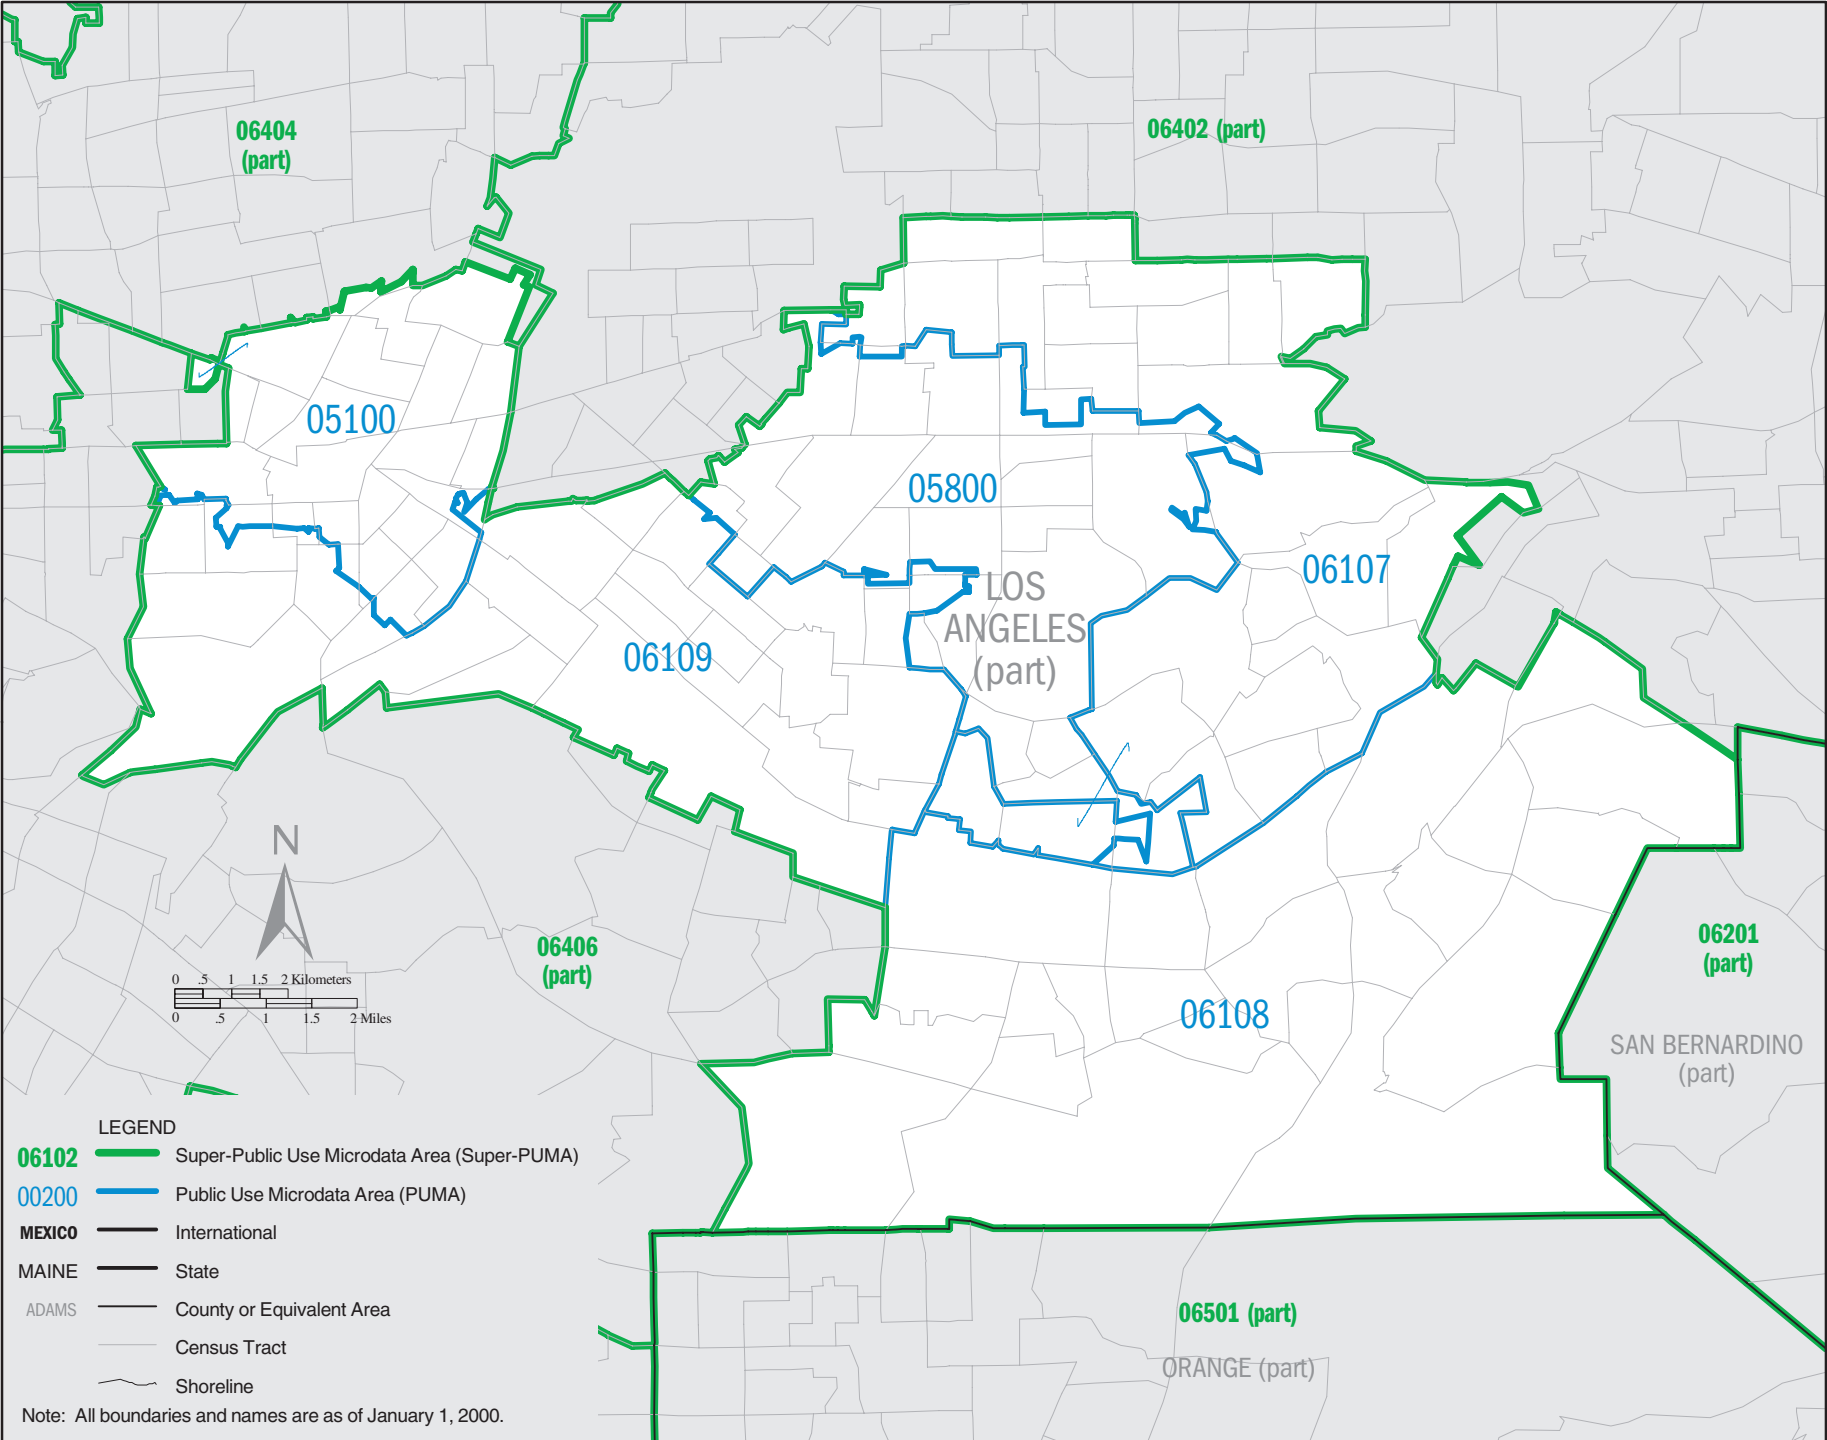 06404
(part)
06402 (part)
05100
05800
06107
LOS
ANGELES
(part)
06109
N
0 .5 1 1.5 2 Kilometers
0 .5 1 1.5 2 Miles
06406
(part)
06201
(part)
06108
SAN BERNARDINO
(part)
LEGEND
06102 Super-Public Use Microdata Area (Super-PUMA)
00200 Public Use Microdata Area (PUMA)
MEXICO International
MAINE State
ADAMS County or Equivalent Area
Census Tract
Shoreline
Note: All boundaries and names are as of January 1, 2000.
06501 (part)
ORANGE (part)